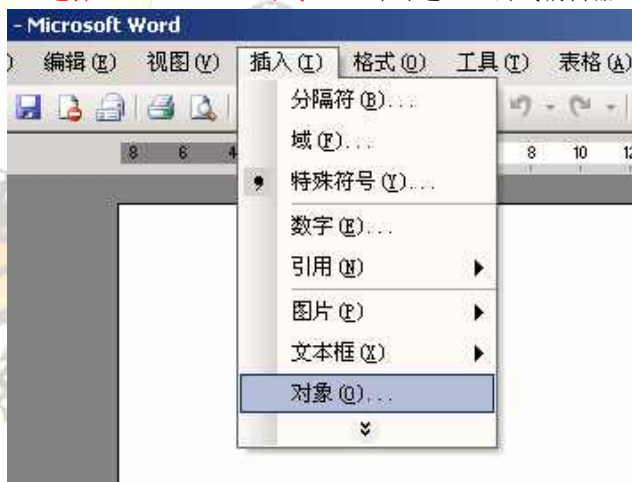 - Microsoft Word
) 编辑(E) 视图(V) 插入(I) 格式(O) 工具(T) 表格(A)
8 6 4 8 10 12
分隔符(B)...
域(F)...
特殊符号(Y)...
数字(E)...
引用(N)
图片(P)
文本框(X)
对象(O)...